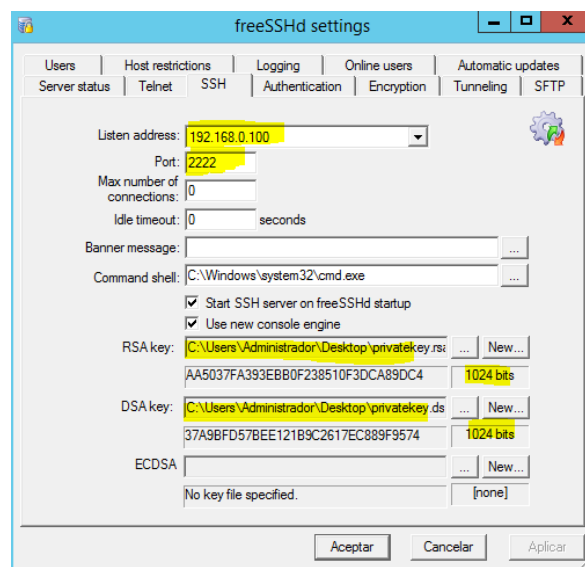 freeSSHd settings
Users Host restrictions Logging Online users Automatic updates
Server status Telnet SSH Authentication Encryption Tunneling SFTP
Listen address: 192.168.0.100
Port: 2222
Max number of
connections: 0
Idle timeout: 0 seconds
Banner message: ...
Command shell: C:\Windows\system32\cmd.exe ...
Start SSH server on freeSSHd startup
Use new console engine
RSA key: C:\Users\Administrador\Desktop\privatekey.rsa ... New...
AA5037FA393EBB0F238510F3DCA89DC4 1024 bits
DSA key: C:\Users\Administrador\Desktop\privatekey.ds ... New...
37A9BFD57BEE121B9C2617EC889F9574 1024 bits
ECDSA ... New...
No key file specified. [none]
Aceptar Cancelar Aplicar